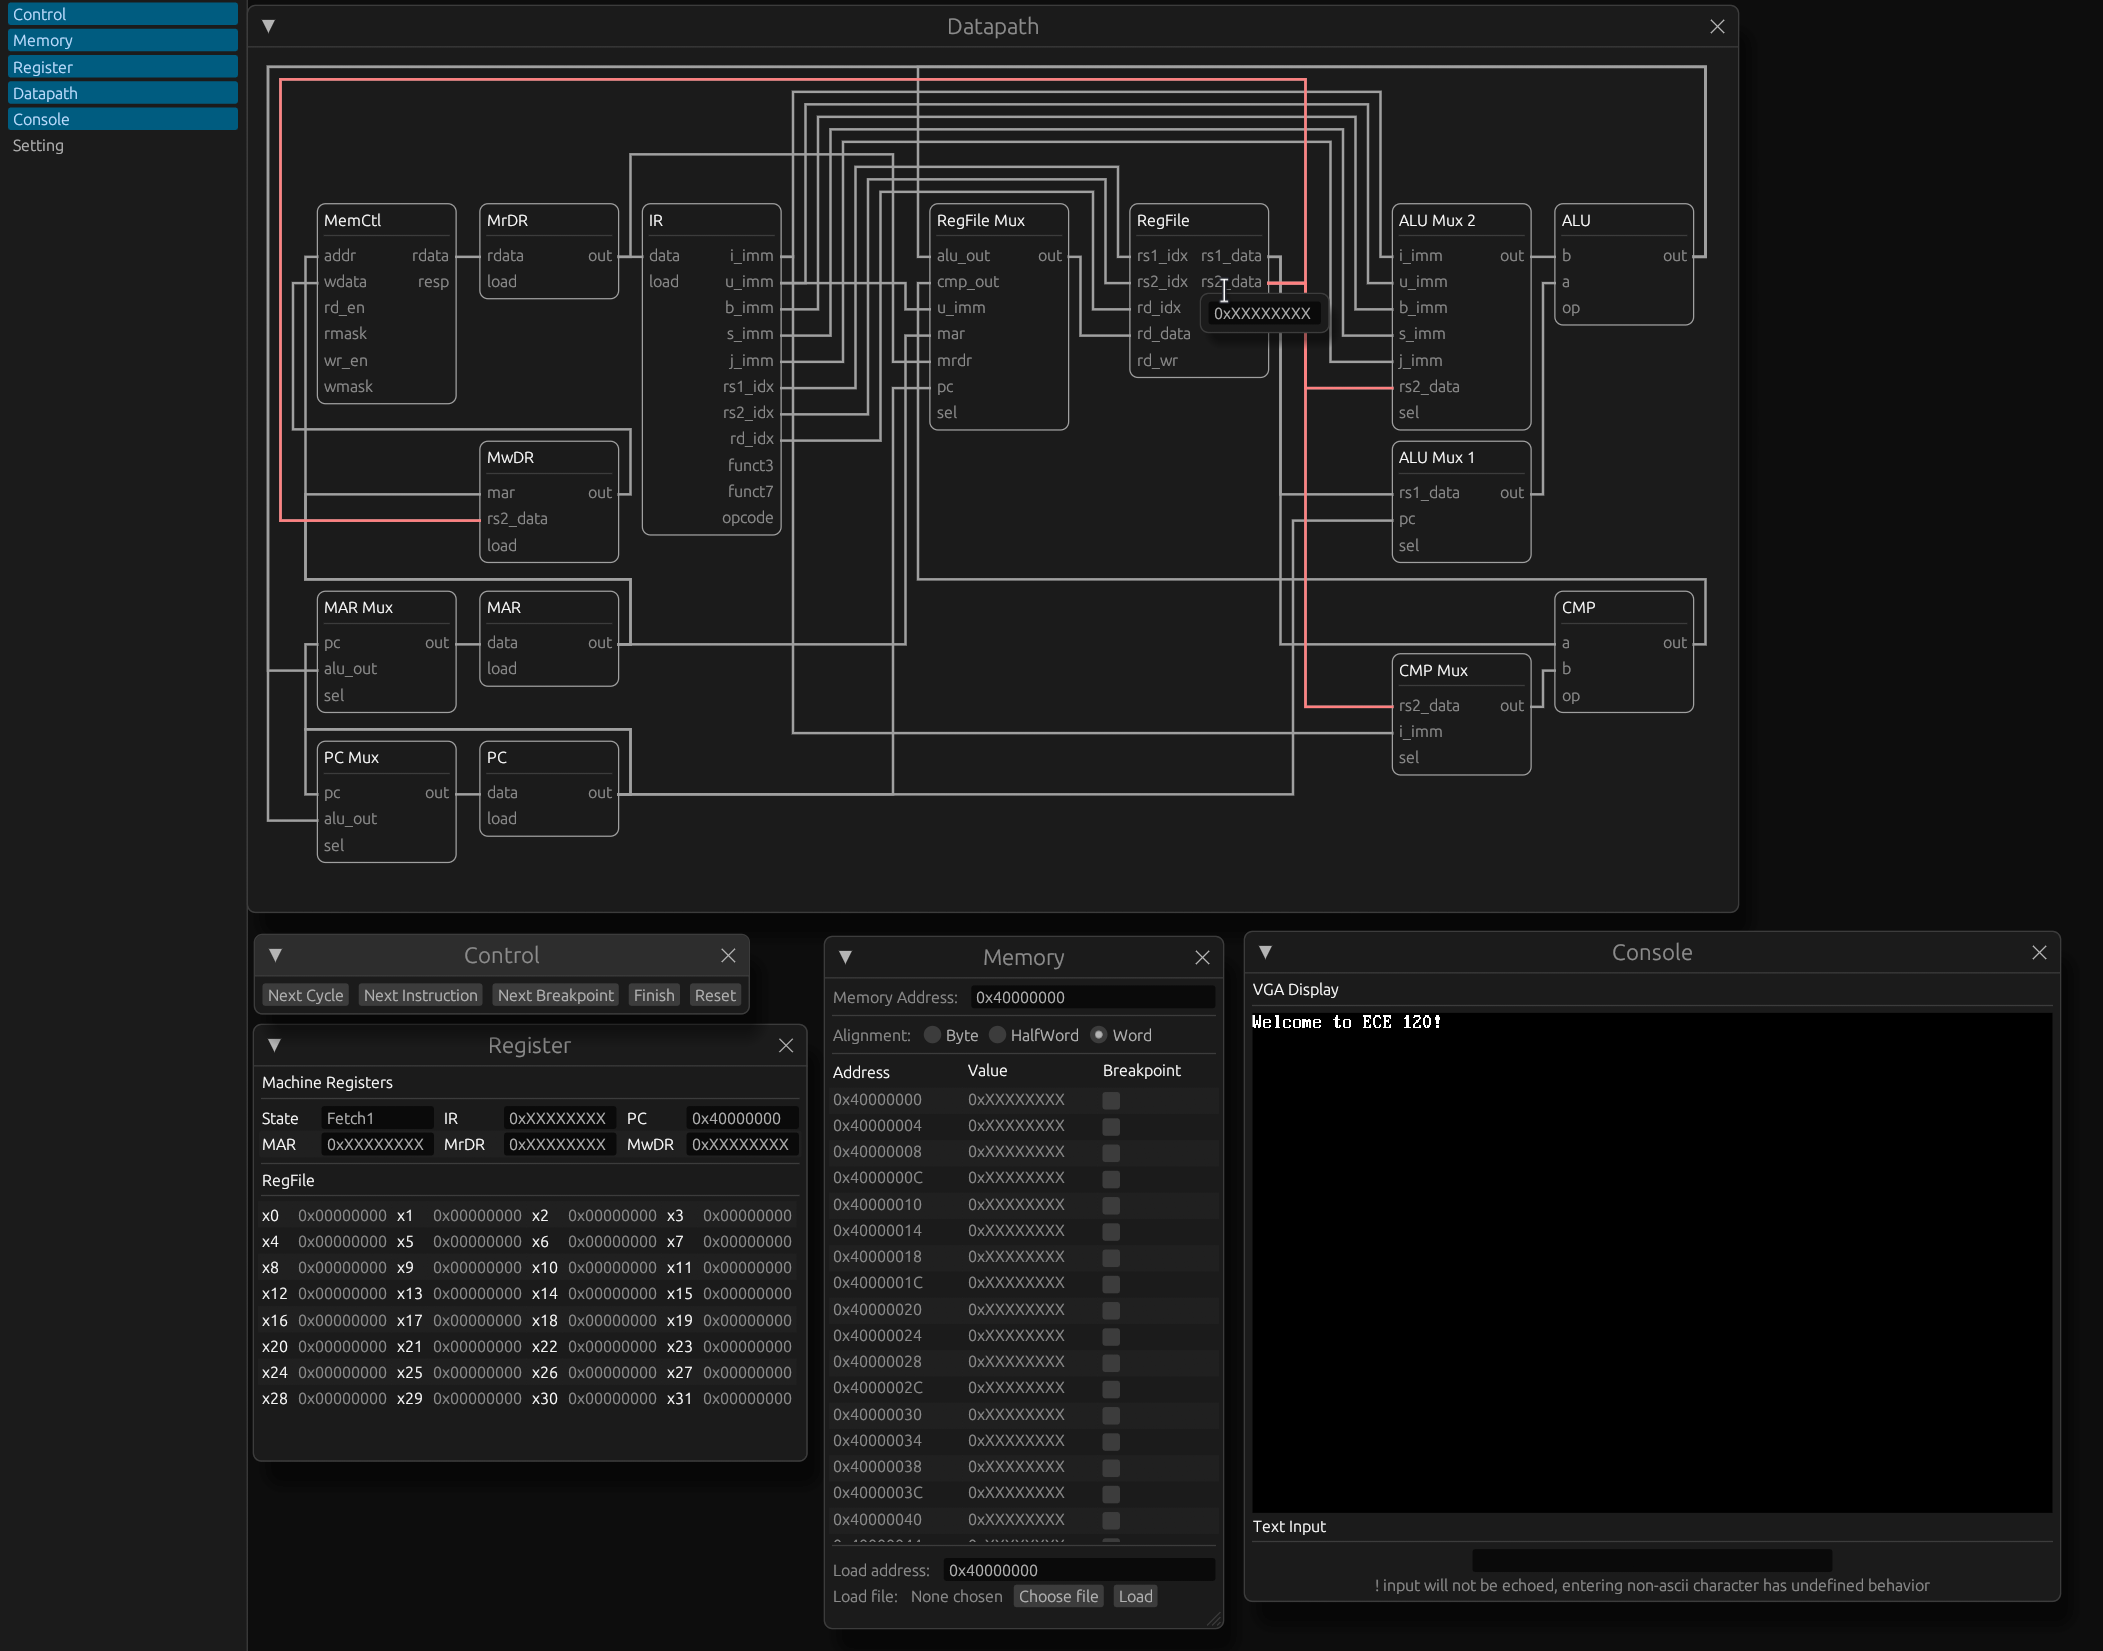 Control
Memory
Register
Datapath
Console
Setting
Datapath
MemCtl
addr rdata
wdata resp
rd_en
rmask
wr_en
wmask
MrDR
rdata out
load
IR
data i_imm
load u_imm
b_imm
s_imm
j_imm
rs1_idx
rs2_idx
rd_idx
funct3
funct7
opcode
RegFile Mux
alu_out out
cmp_out
u_imm
mar
mrdr
pc
sel
RegFile
rs1_idx rs1_data
rs2_idx rs2_data
rd_idx
0xXXXXXXXX
rd_data
rd_wr
ALU Mux 2
i_imm out
u_imm
b_imm
s_imm
j_imm
rs2_data
sel
ALU
b out
a
op
MwDR
mar out
rs2_data
load
ALU Mux 1
rs1_data out
pc
sel
MAR Mux
pc out
alu_out
sel
MAR
data out
load
CMP
a out
b
op
CMP Mux
rs2_data out
i_imm
sel
PC Mux
pc out
alu_out
sel
PC
data out
load
Control
Next Cycle Next Instruction Next Breakpoint Finish Reset
Register
Machine Registers
State Fetch1 IR 0xXXXXXXXX PC 0x40000000
MAR 0xXXXXXXXX MrDR 0xXXXXXXXX MwDR 0xXXXXXXXX
RegFile
x0 0x00000000 x1 0x00000000 x2 0x00000000 x3 0x00000000
x4 0x00000000 x5 0x00000000 x6 0x00000000 x7 0x00000000
x8 0x00000000 x9 0x00000000 x10 0x00000000 x11 0x00000000
x12 0x00000000 x13 0x00000000 x14 0x00000000 x15 0x00000000
x16 0x00000000 x17 0x00000000 x18 0x00000000 x19 0x00000000
x20 0x00000000 x21 0x00000000 x22 0x00000000 x23 0x00000000
x24 0x00000000 x25 0x00000000 x26 0x00000000 x27 0x00000000
x28 0x00000000 x29 0x00000000 x30 0x00000000 x31 0x00000000
Memory
Memory Address: 0x40000000
Alignment: Byte HalfWord Word
Address Value Breakpoint
0x40000000 0xXXXXXXXX
0x40000004 0xXXXXXXXX
0x40000008 0xXXXXXXXX
0x4000000C 0xXXXXXXXX
0x40000010 0xXXXXXXXX
0x40000014 0xXXXXXXXX
0x40000018 0xXXXXXXXX
0x4000001C 0xXXXXXXXX
0x40000020 0xXXXXXXXX
0x40000024 0xXXXXXXXX
0x40000028 0xXXXXXXXX
0x4000002C 0xXXXXXXXX
0x40000030 0xXXXXXXXX
0x40000034 0xXXXXXXXX
0x40000038 0xXXXXXXXX
0x4000003C 0xXXXXXXXX
0x40000040 0xXXXXXXXX
Load address: 0x40000000
Load file: None chosen Choose file Load
Console
VGA Display
Welcome to ECE 120!
Text Input
! input will not be echoed, entering non-ascii character has undefined behavior